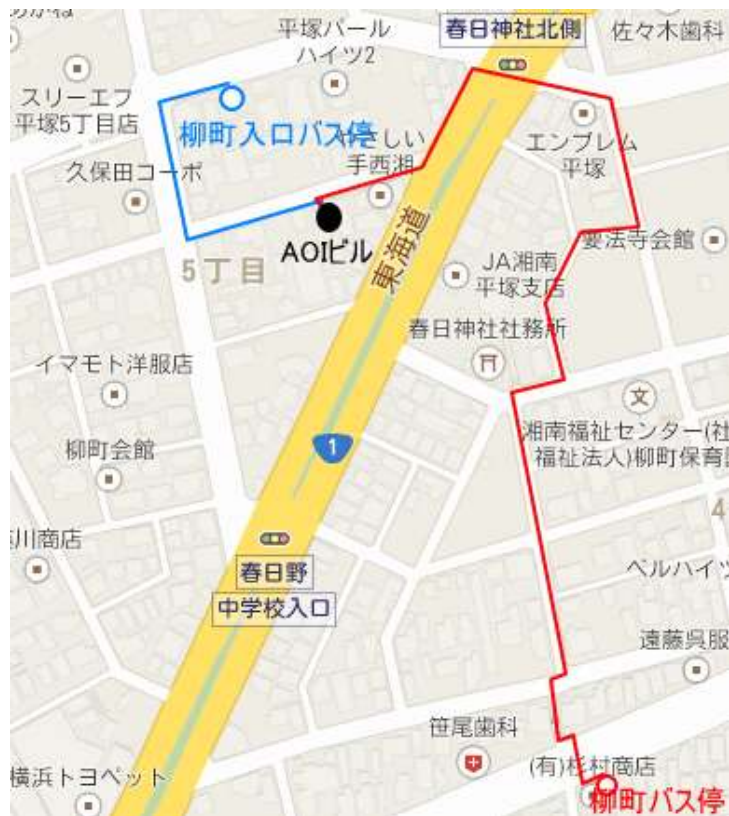 平塚パール
ハイツ2
春日神社北側
佐々木歯科
スリーエフ
平塚5丁目店
柳町入口バス停
やさしい
手西湘
エンブレム
平塚
久保田コーポ
要法寺会館
AOIビル
東海道
5丁目
JA湘南
平塚支店
春日神社社務所
イマモト洋服店
1
文
湘南福祉センター(社
福祉法人)柳町保育園
柳町会館
4
川商店
春日野
中学校入口
ベルハイツ
遠藤呉服
笹尾歯科
(有)杉村商店
横浜トヨペット
柳町バス停